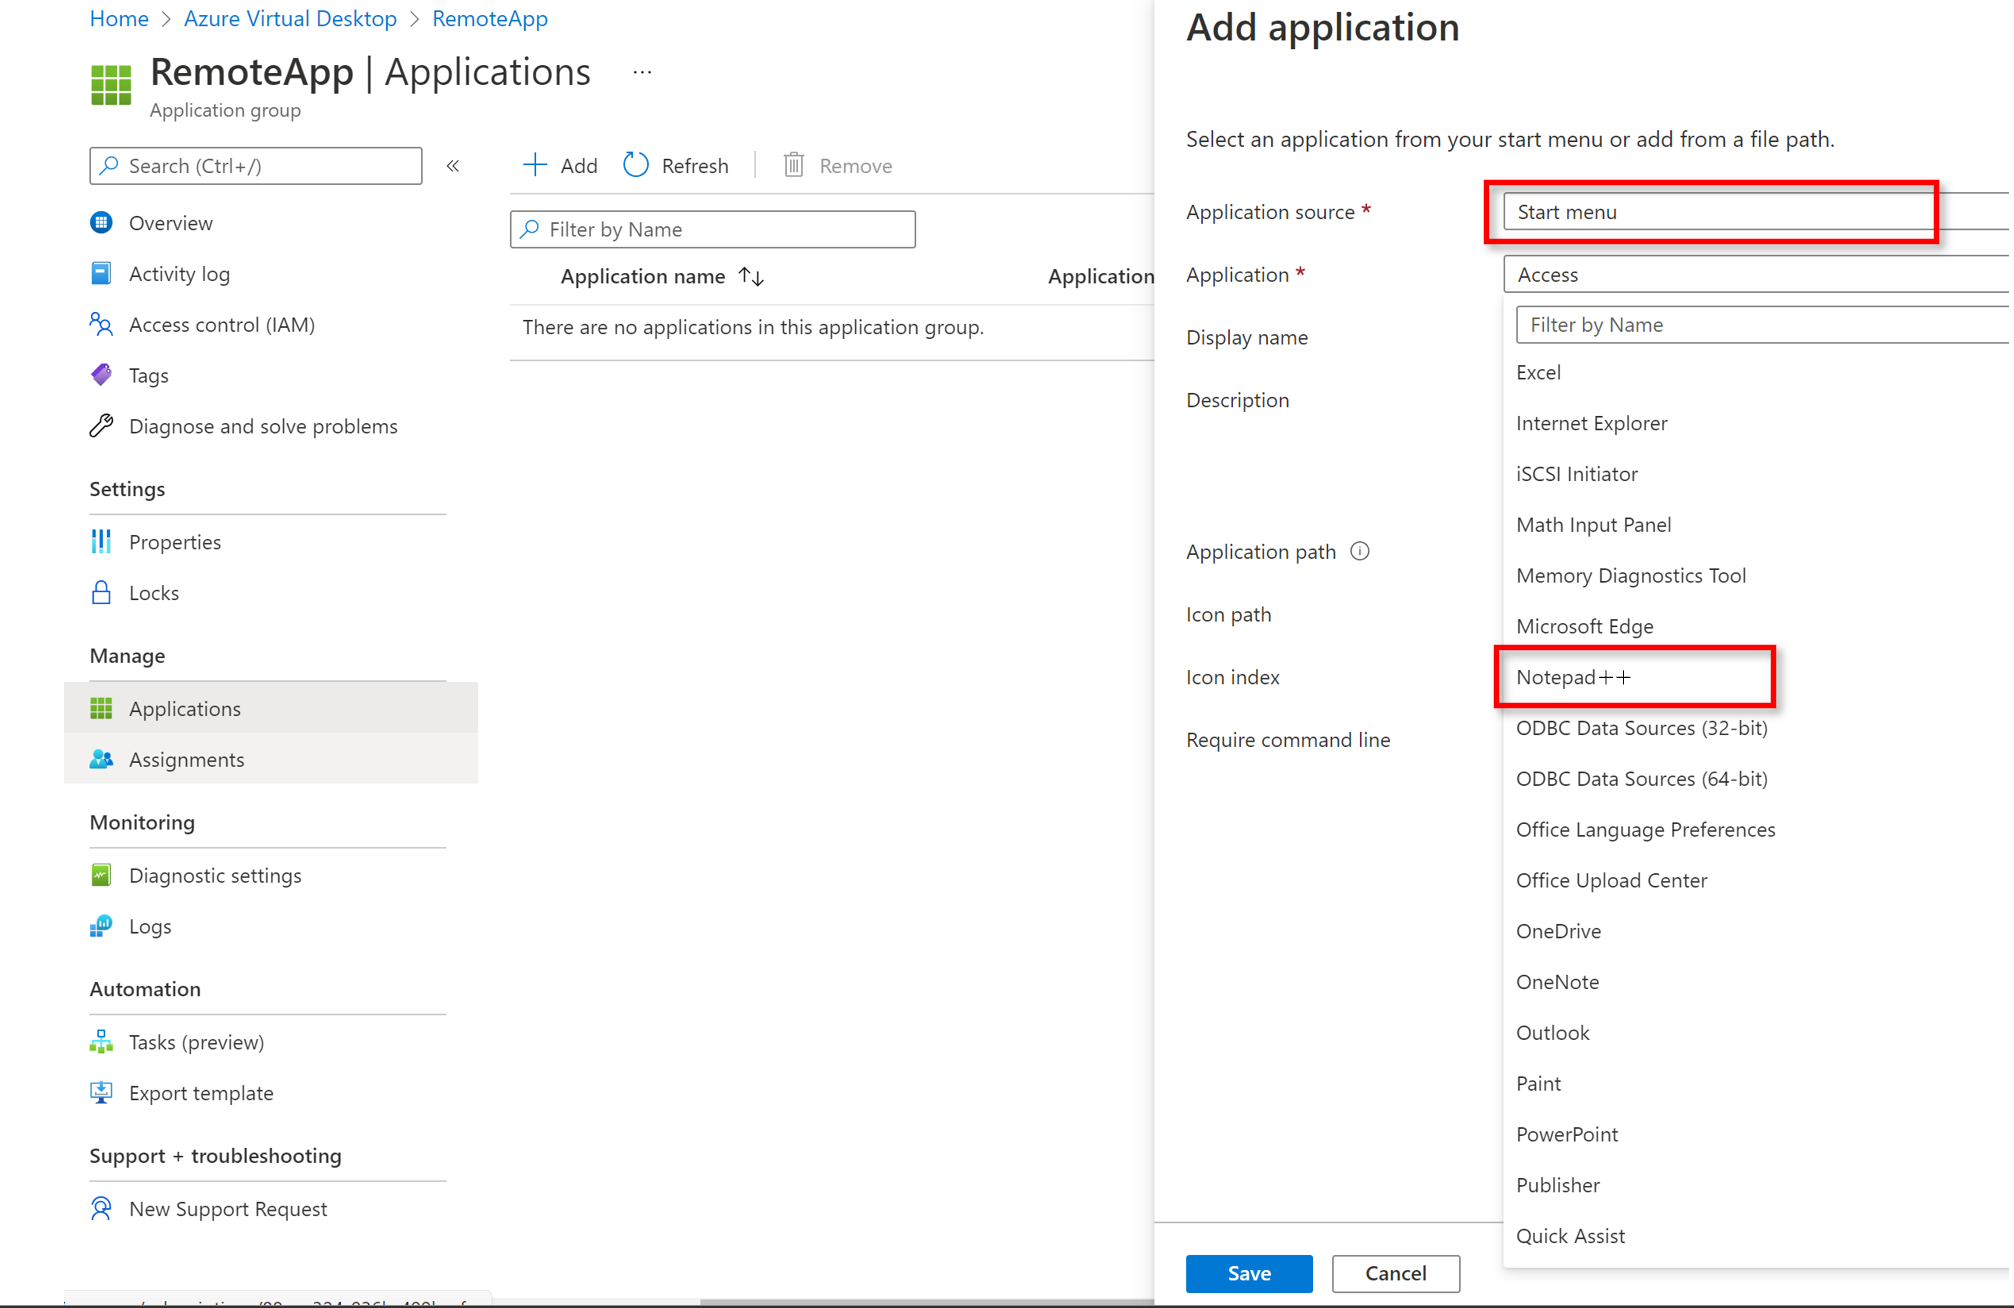 Home > Azure Virtual Desktop > RemoteApp
RemoteApp | Applications ...
Application group
Search (Ctrl+/) «
Overview
Activity log
Access control (IAM)
Tags
Diagnose and solve problems
Settings
Properties
Locks
Manage
Applications
Assignments
Monitoring
Diagnostic settings
Logs
Automation
Tasks (preview)
Export template
Support + troubleshooting
New Support Request
+ Add Refresh Remove
Filter by Name
Application name ↑↓ Application
There are no applications in this application group.
Add application
Select an application from your start menu or add from a file path.
Application source * Start menu
Application * Access
Display name
Description
Application path
Icon path
Icon index
Require command line
Filter by Name
Excel
Internet Explorer
iSCSI Initiator
Math Input Panel
Memory Diagnostics Tool
Microsoft Edge
Notepad++
ODBC Data Sources (32-bit)
ODBC Data Sources (64-bit)
Office Language Preferences
Office Upload Center
OneDrive
OneNote
Outlook
Paint
PowerPoint
Publisher
Quick Assist
Save Cancel